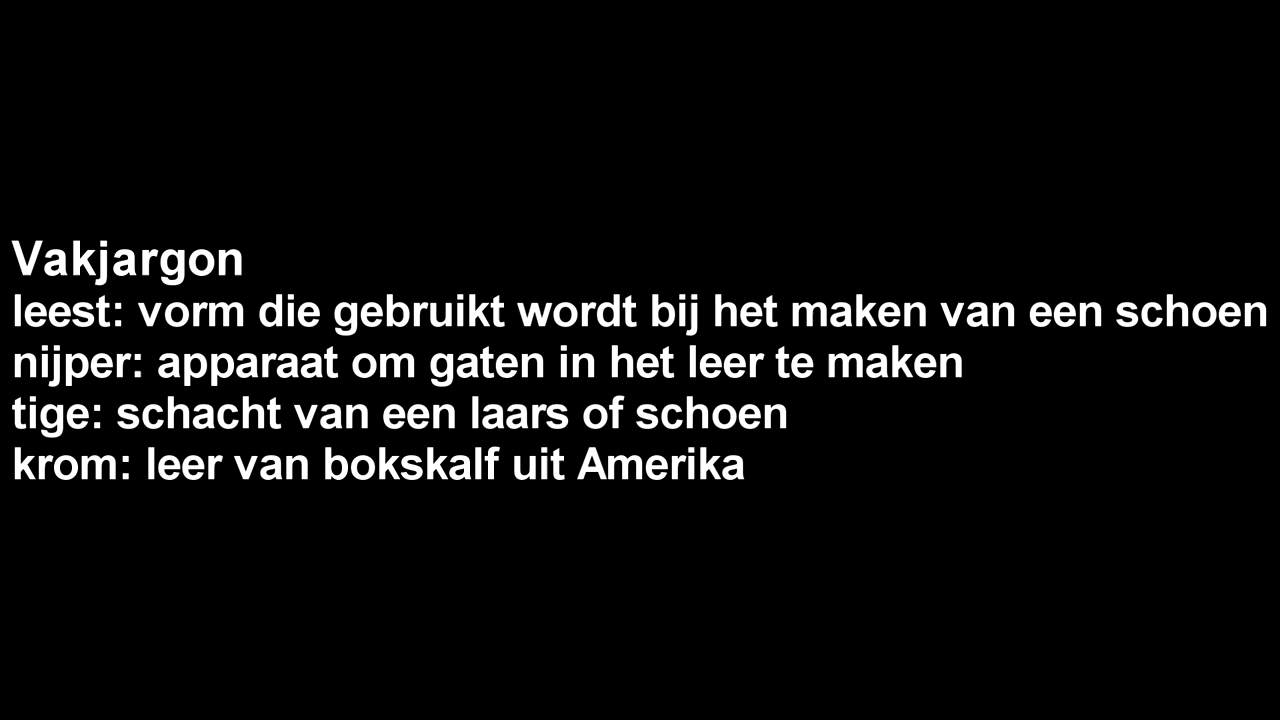 Vakjargon
leest: vorm die gebruikt wordt bij het maken van een schoen
nijper: apparaat om gaten in het leer te maken
tige: schacht van een laars of schoen
krom: leer van bokskalf uit Amerika